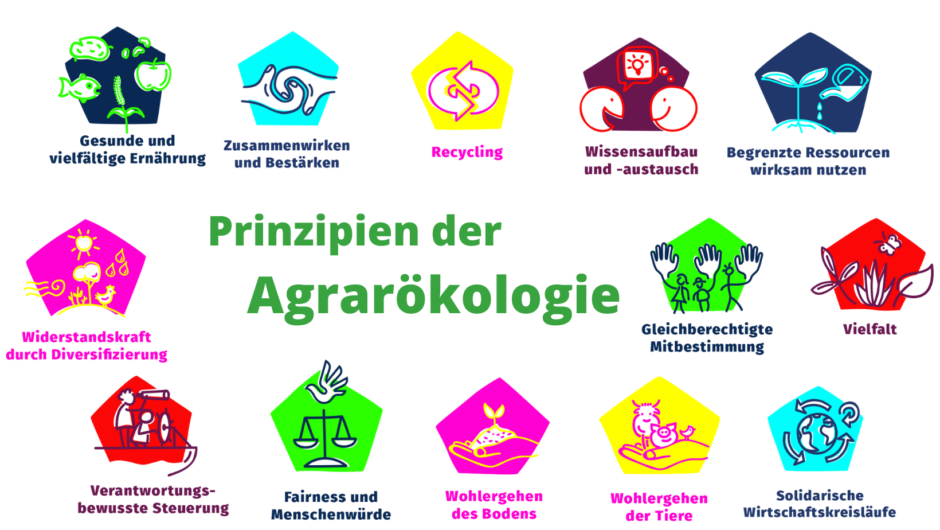 Gesunde und
vielfältige Ernährung
Zusammenwirken
und Bestärken
Recycling
Wissensaufbau
und -austausch
Begrenzte Ressourcen
wirksam nutzen
Prinzipien der
Agrarökologie
Widerstandskraft
durch Diversifizierung
Gleichberechtigte
Mitbestimmung
Vielfalt
Verantwortungs-
bewusste Steuerung
Fairness und
Menschenwürde
Wohlergehen
des Bodens
Wohlergehen
der Tiere
Solidarische
Wirtschaftskreisläufe